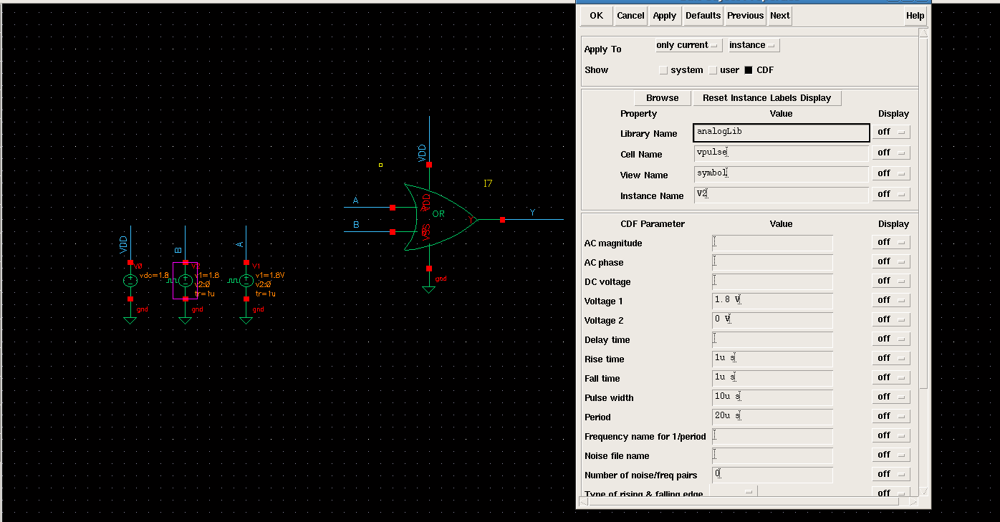 OK Cancel Apply Defaults Previous Next Help
Apply To only current instance
Show system user CDF
Browse Reset Instance Labels Display
Property Value Display
Library Name analogLib off
Cell Name vpulse off
View Name symbol off
Instance Name V2 off
CDF Parameter Value Display
AC magnitude off
AC phase off
DC voltage off
Voltage 1 1.8 V off
Voltage 2 0 V off
Delay time off
Rise time 1u s off
Fall time 1u s off
Pulse width 10u s off
Period 20u s off
Frequency name for 1/period off
Noise file name off
Number of noise/freq pairs 0 off
Type of rising & falling edge off
VDD
I7
A
B
VDD
OR
VSS
Y
Y
gnd
VDD
V0
vdc=1.8
gnd
B
V2
v1=1.8
v2:0
tr=1u
gnd
A
V1
v1=1.8V
v2:0
tr=1u
gnd